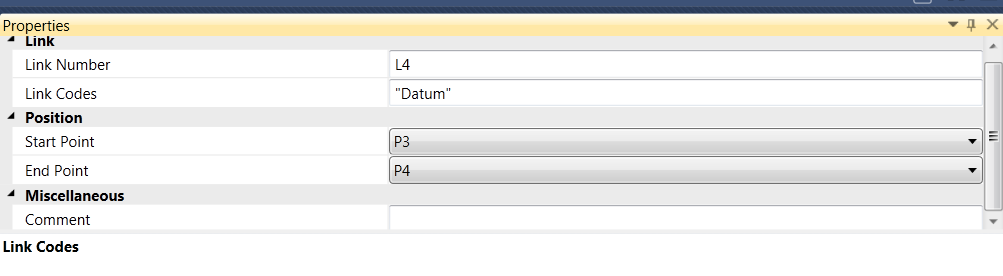 Properties
Link
Link Number L4
Link Codes "Datum"
Position
Start Point P3
End Point P4
Miscellaneous
Comment
Link Codes